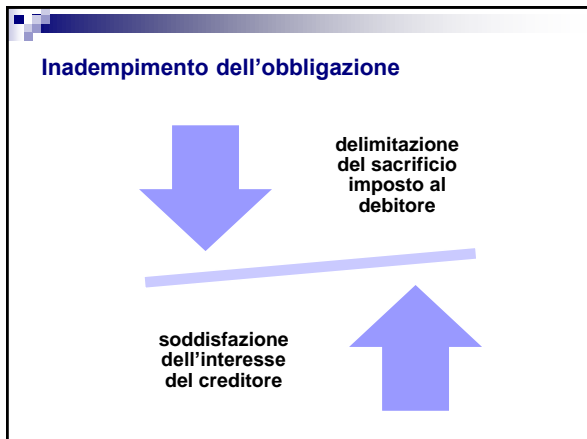 Inadempimento dell’obbligazione
delimitazione
del sacrificio
imposto al
debitore
soddisfazione
dell’interesse
del creditore